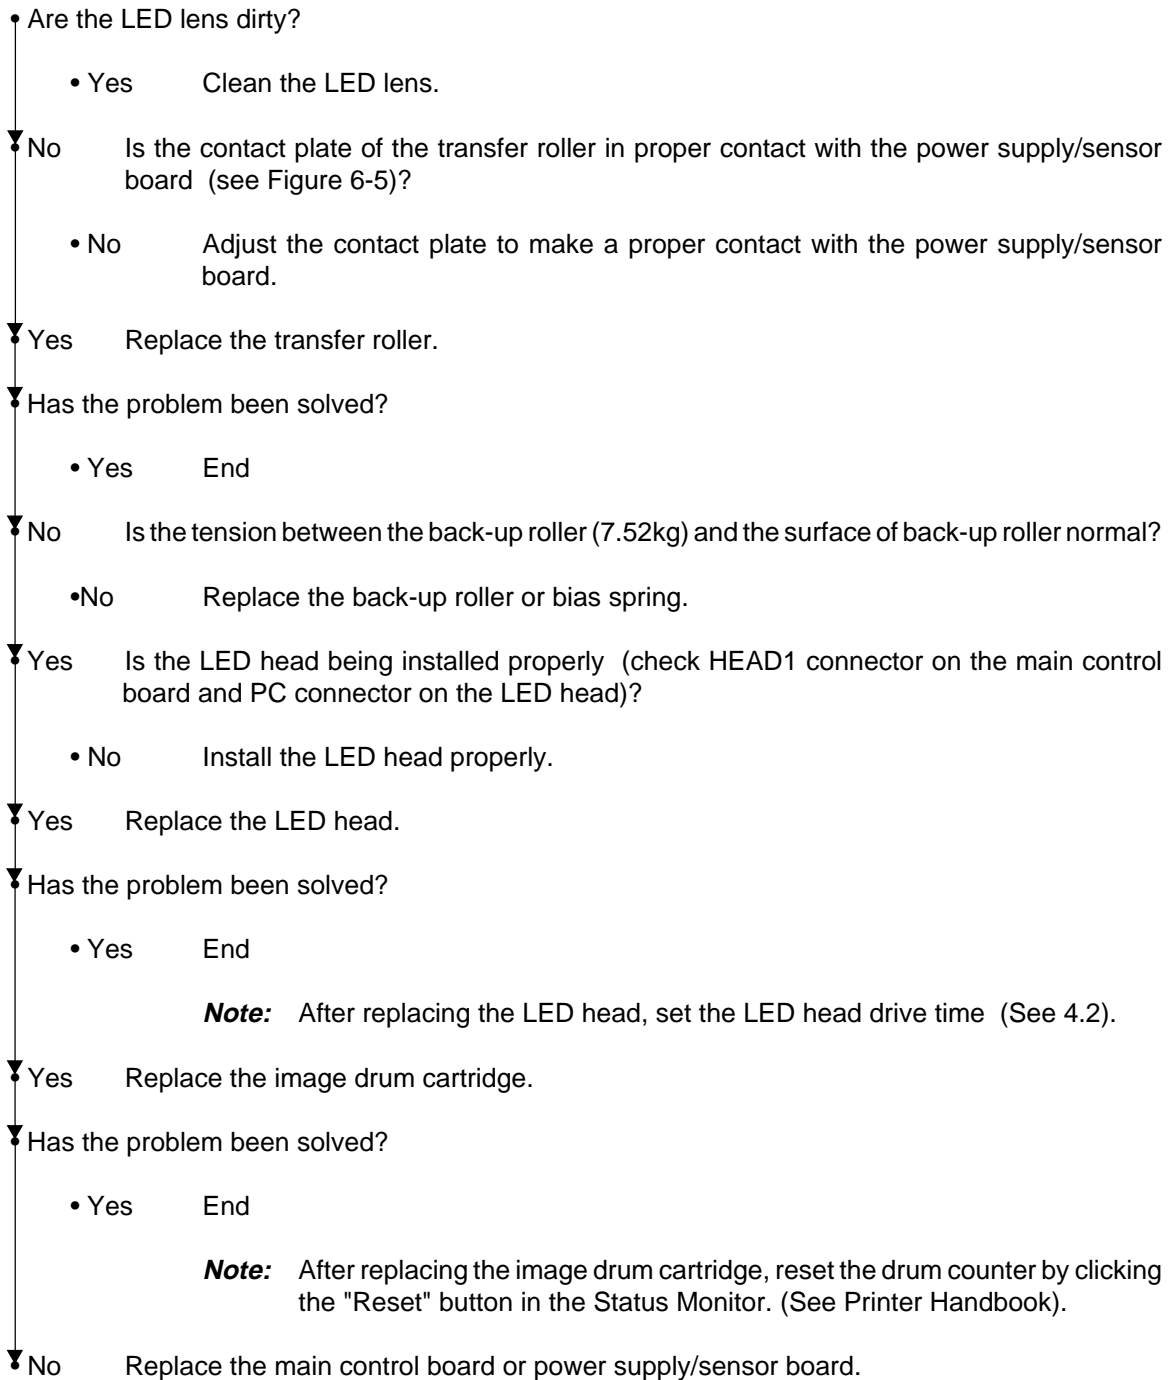 • Are the LED lens dirty?
• Yes Clean the LED lens.
• No Is the contact plate of the transfer roller in proper contact with the power supply/sensor
board (see Figure 6-5)?
• No Adjust the contact plate to make a proper contact with the power supply/sensor
board.
• Yes Replace the transfer roller.
• Has the problem been solved?
• Yes End
• No Is the tension between the back-up roller (7.52kg) and the surface of back-up roller normal?
•No Replace the back-up roller or bias spring.
• Yes Is the LED head being installed properly (check HEAD1 connector on the main control
board and PC connector on the LED head)?
• No Install the LED head properly.
• Yes Replace the LED head.
• Has the problem been solved?
• Yes End
Note: After replacing the LED head, set the LED head drive time (See 4.2).
• Yes Replace the image drum cartridge.
• Has the problem been solved?
• Yes End
Note: After replacing the image drum cartridge, reset the drum counter by clicking
the "Reset" button in the Status Monitor. (See Printer Handbook).
• No Replace the main control board or power supply/sensor board.